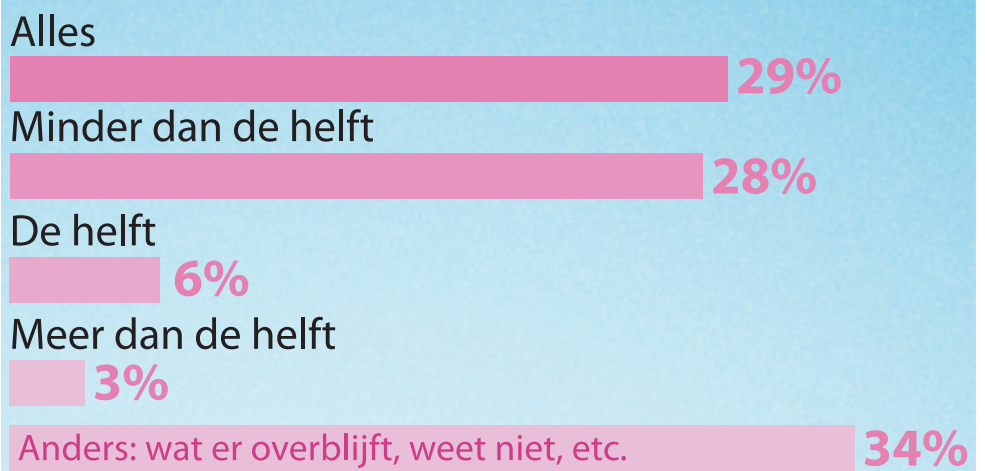 Alles
29%
Minder dan de helft
28%
De helft
6%
Meer dan de helft
3%
Anders: wat er overblijft, weet niet, etc. 34%